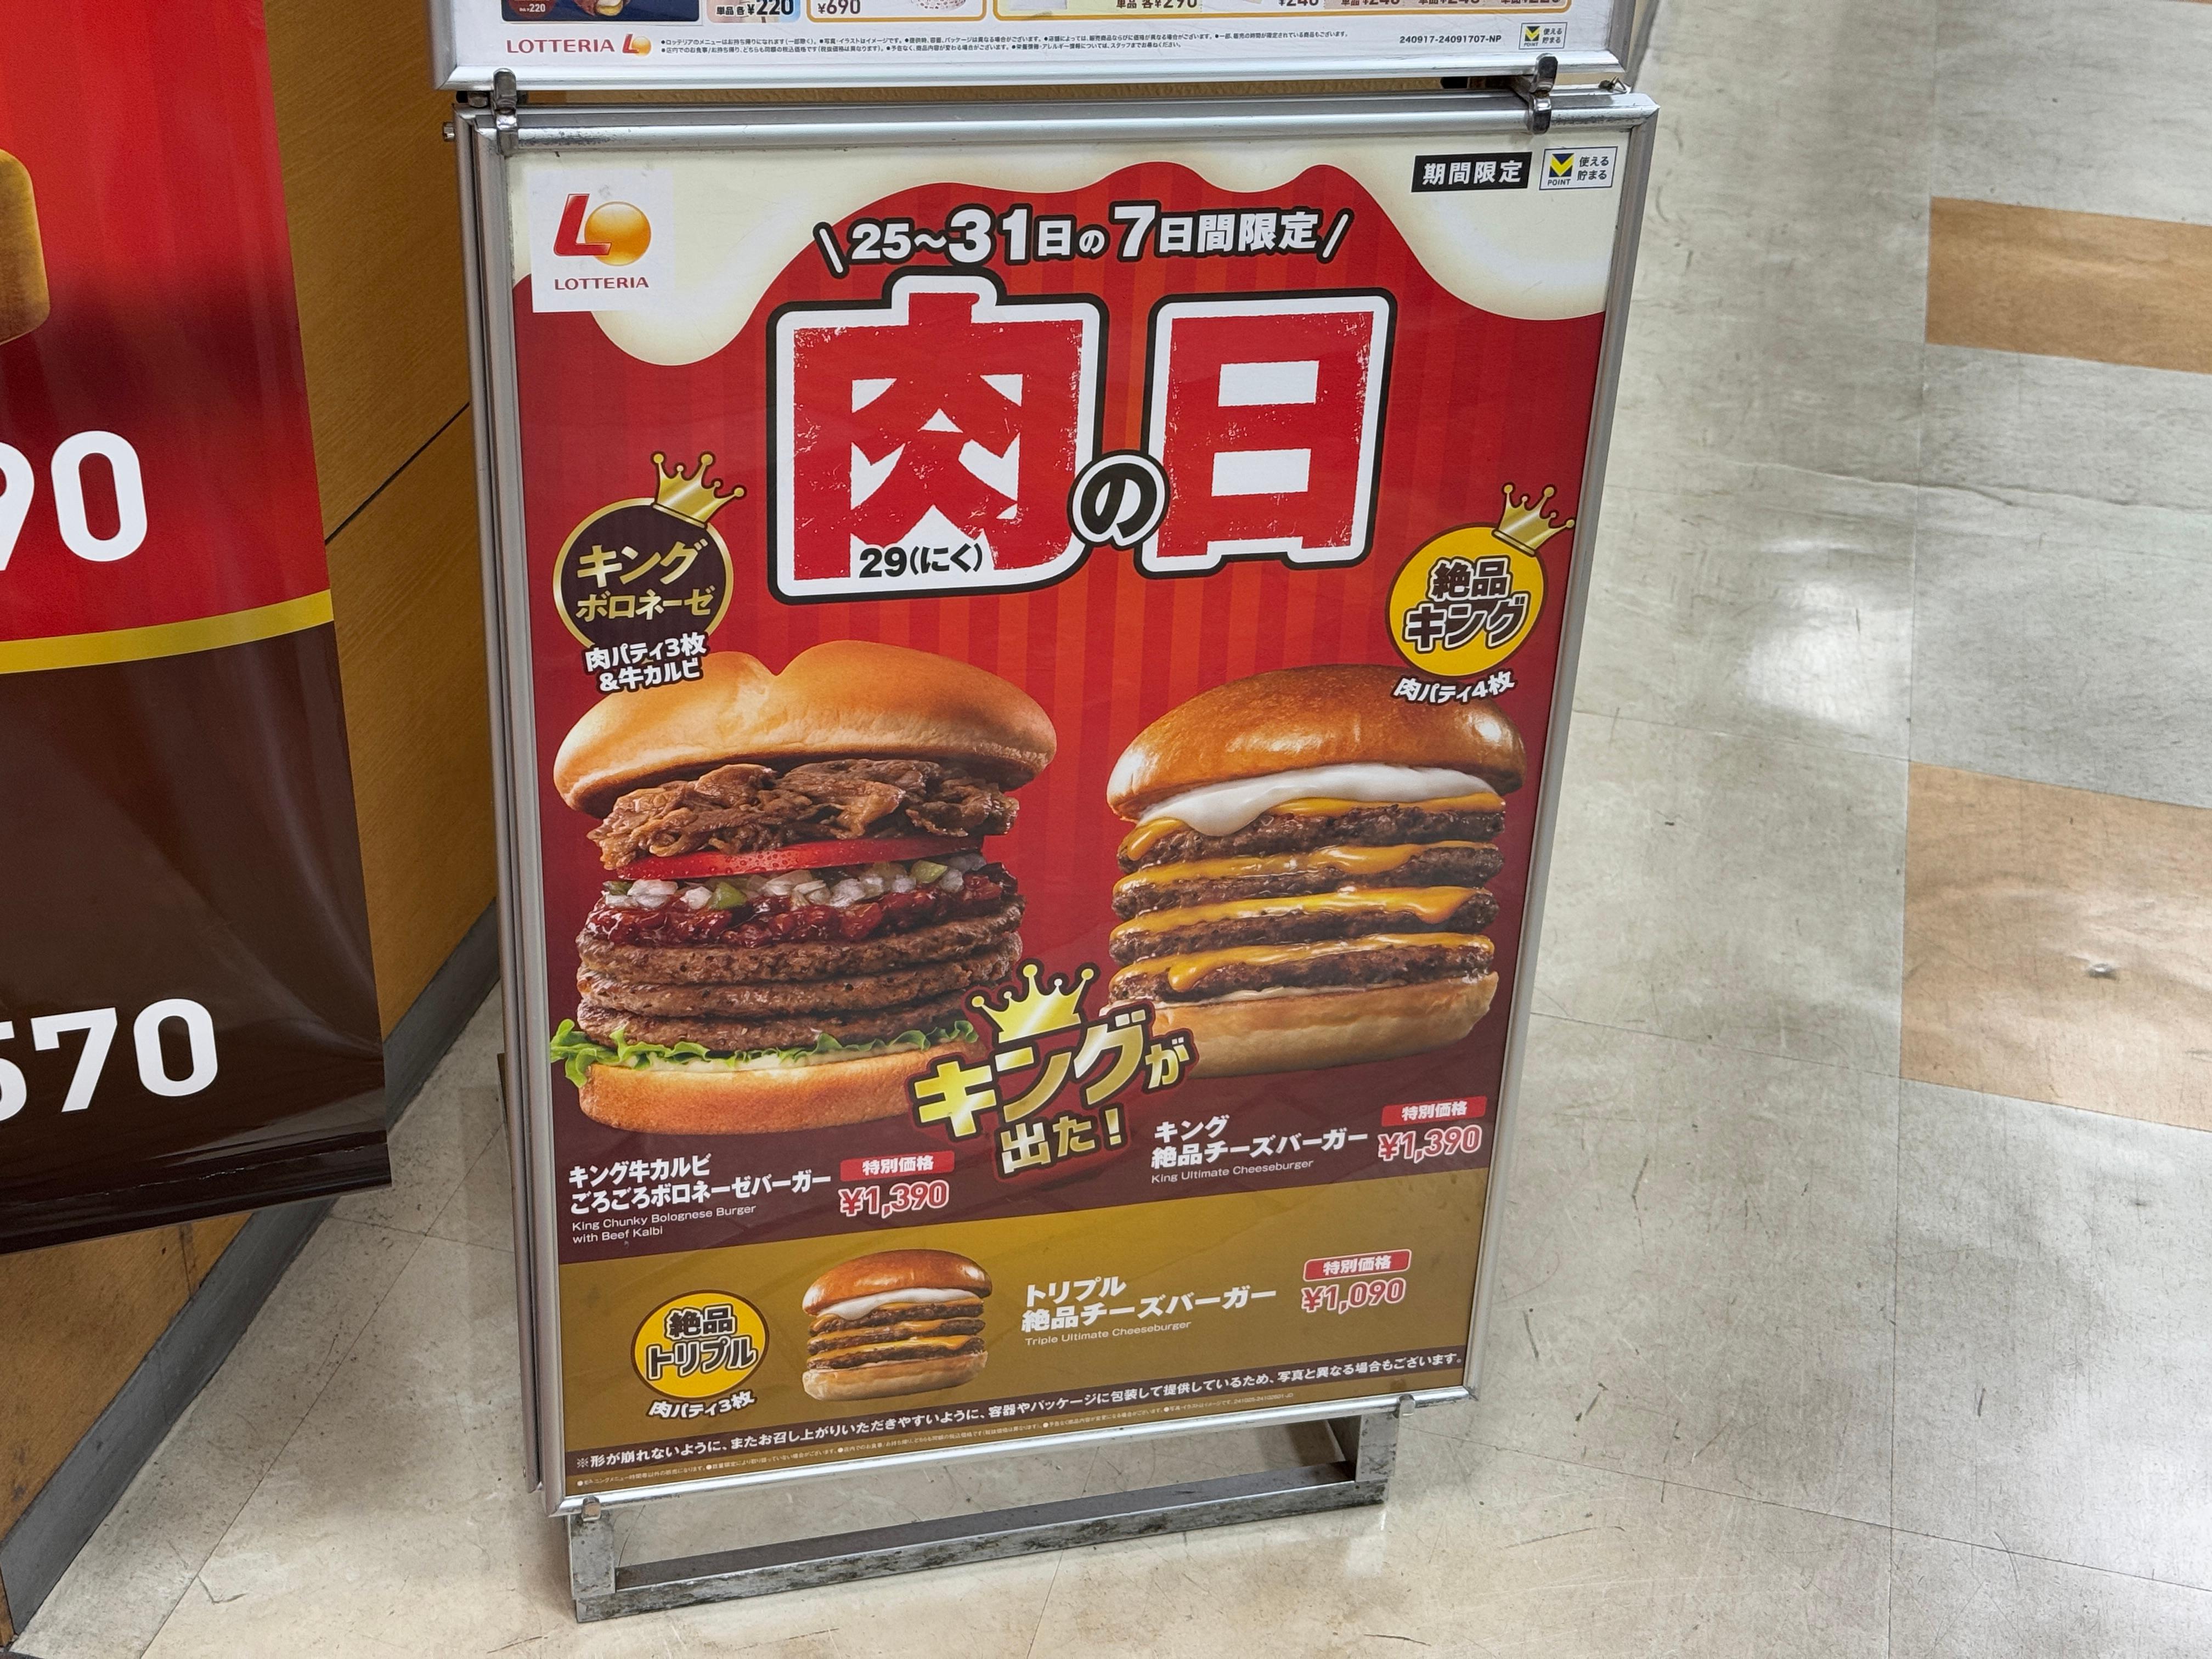 ¥220
¥690
LOTTERIA
240917-24091707-NP
POINT
使える
貯まる
90
570
LOTTERIA
期間限定
POINT
使える
貯まる
25~31日の7日間限定
肉の日
29(にく)
キング
ボロネーゼ
肉パティ3枚
&牛カルビ
絶品
キング
肉パティ4枚
キングが
出た!
キング牛カルビ
ごろごろボロネーゼバーガー
King Chunky Bolognese Burger
with Beef Kalbi
特別価格
¥1,390
キング
絶品チーズバーガー
King Ultimate Cheeseburger
特別価格
¥1,390
絶品
トリプル
肉パティ3枚
トリプル
絶品チーズバーガー
Triple Ultimate Cheeseburger
特別価格
¥1,090
※形が崩れないように、またお召し上がりいただきやすいように、容器やパッケージに包装して提供しているため、写真と異なる場合もございます。